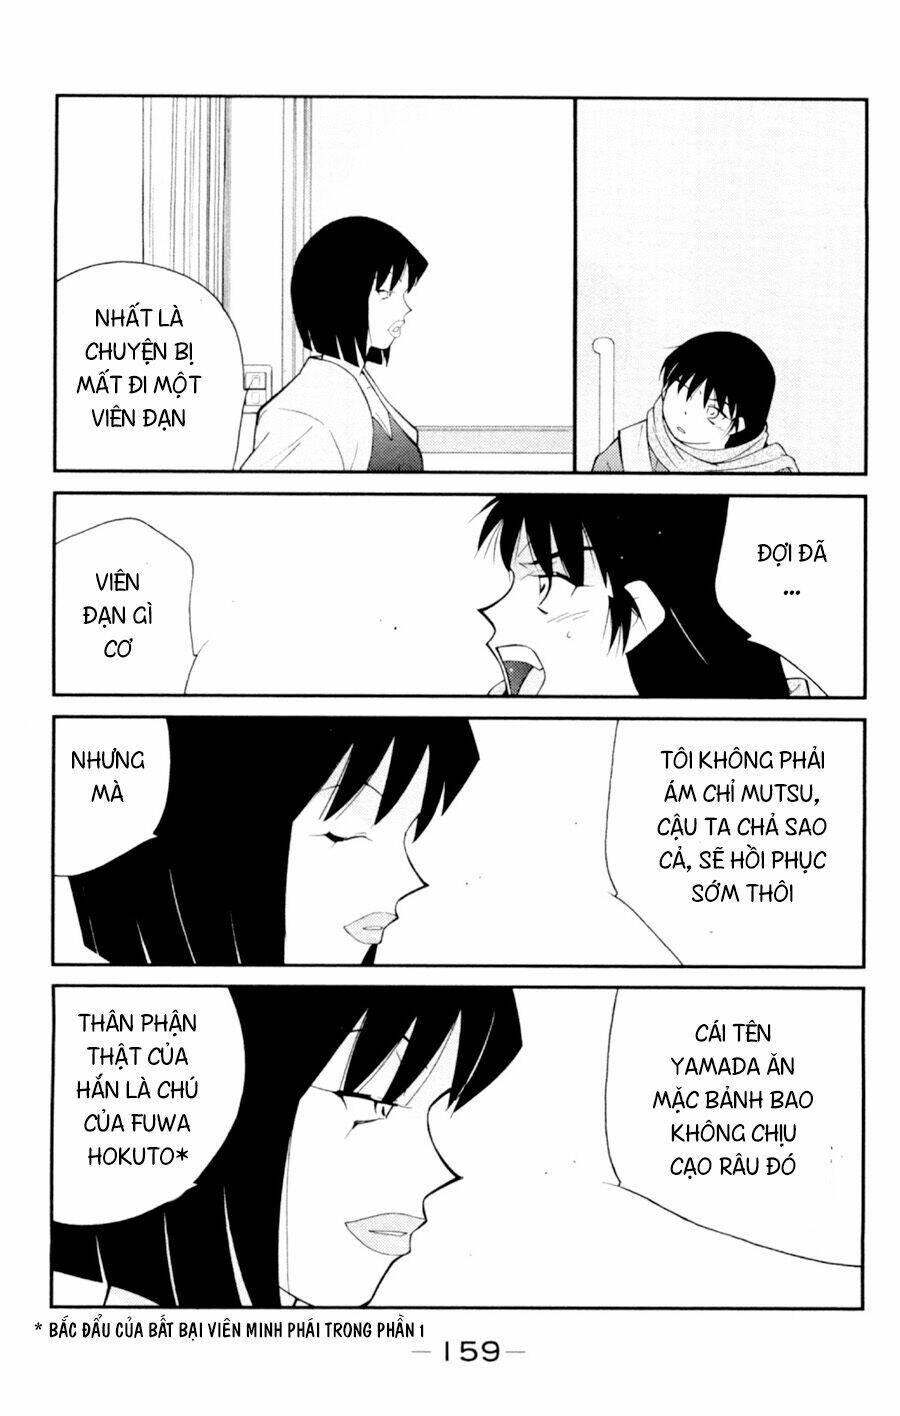 NHẤT LÀ
CHUYỆN BỊ
MẤT ĐI MỘT
VIÊN ĐẠN
ĐỢI ĐÃ
...
VIÊN
ĐẠN GÌ
CƠ
TÔI KHÔNG PHẢI
ÁM CHỈ MUTSU,
CẬU TA CHẢ SAO
CẢ, SẼ HỒI PHỤC
SỚM THÔI
NHƯNG
MÀ
CÁI TÊN
YAMADA ĂN
MẶC BẢNH BAO
KHÔNG CHỊU
CẠO RÂU ĐÓ
THÂN PHẬN
THẬT CỦA
HẮN LÀ CHÚ
CỦA FUWA
HOKUTO*
* BẮC ĐẨU CỦA BẤT BẠI VIÊN MINH PHÁI TRONG PHẦN 1
— 159 —